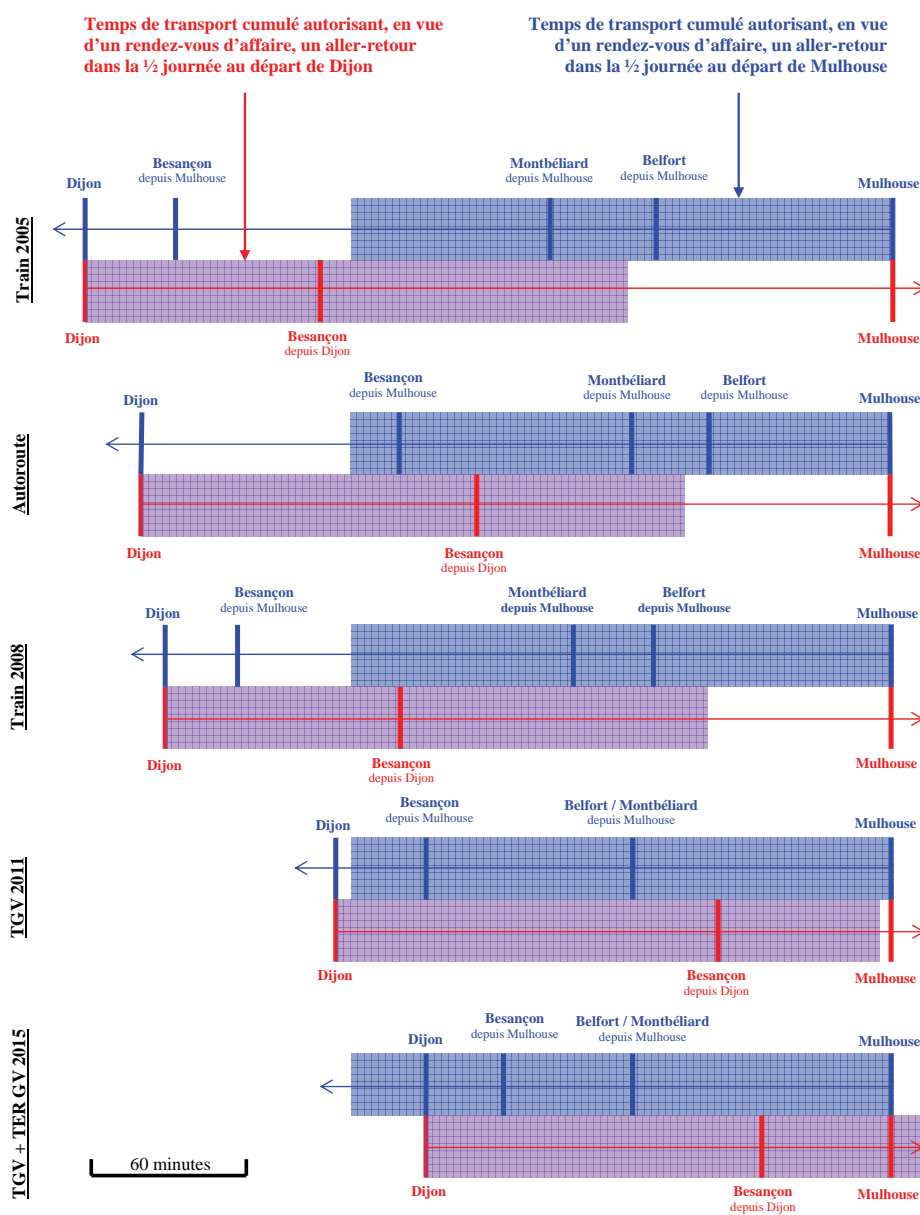 Temps de transport cumulé autorisant, en vue
d'un rendez-vous d'affaire, un aller-retour
dans la ½ journée au départ de Dijon
Temps de transport cumulé autorisant, en vue
d'un rendez-vous d'affaire, un aller-retour
dans la ½ journée au départ de Mulhouse
Train 2005
Dijon
Besançon
depuis Mulhouse
Montbéliard
depuis Mulhouse
Belfort
depuis Mulhouse
Mulhouse
Dijon
Besançon
depuis Dijon
Mulhouse
Autoroute
Dijon
Besançon
depuis Mulhouse
Montbéliard
depuis Mulhouse
Belfort
depuis Mulhouse
Mulhouse
Dijon
Besançon
depuis Dijon
Mulhouse
Train 2008
Dijon
Besançon
depuis Mulhouse
Montbéliard
depuis Mulhouse
Belfort
depuis Mulhouse
Mulhouse
Dijon
Besançon
depuis Dijon
Mulhouse
TGV 2011
Dijon
Besançon
depuis Mulhouse
Belfort / Montbéliard
depuis Mulhouse
Mulhouse
Dijon
Besançon
depuis Dijon
Mulhouse
TGV + TER GV 2015
Dijon
Besançon
depuis Mulhouse
Belfort / Montbéliard
depuis Mulhouse
Mulhouse
60 minutes
Dijon
Besançon
depuis Dijon
Mulhouse